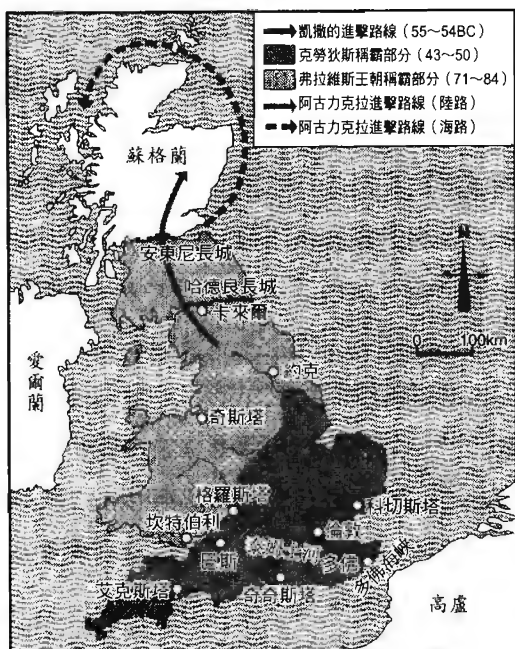 凱撒的進擊路線（55～54BC）
克勞狄斯稱霸部分（43～50）
弗拉維斯王朝稱霸部分（71～84）
阿古力克拉進擊路線（陸路）
阿古力克拉進擊路線（海路）
蘇格蘭
安東尼長城
哈德良長城
卡來爾
N
0 100km
愛爾蘭
約克
奇斯塔
格羅斯塔
科切斯塔
坎特伯利
倫敦
巴斯
泰晤士河
多佛
多佛海峽
艾克斯塔
奇奇斯塔
高盧